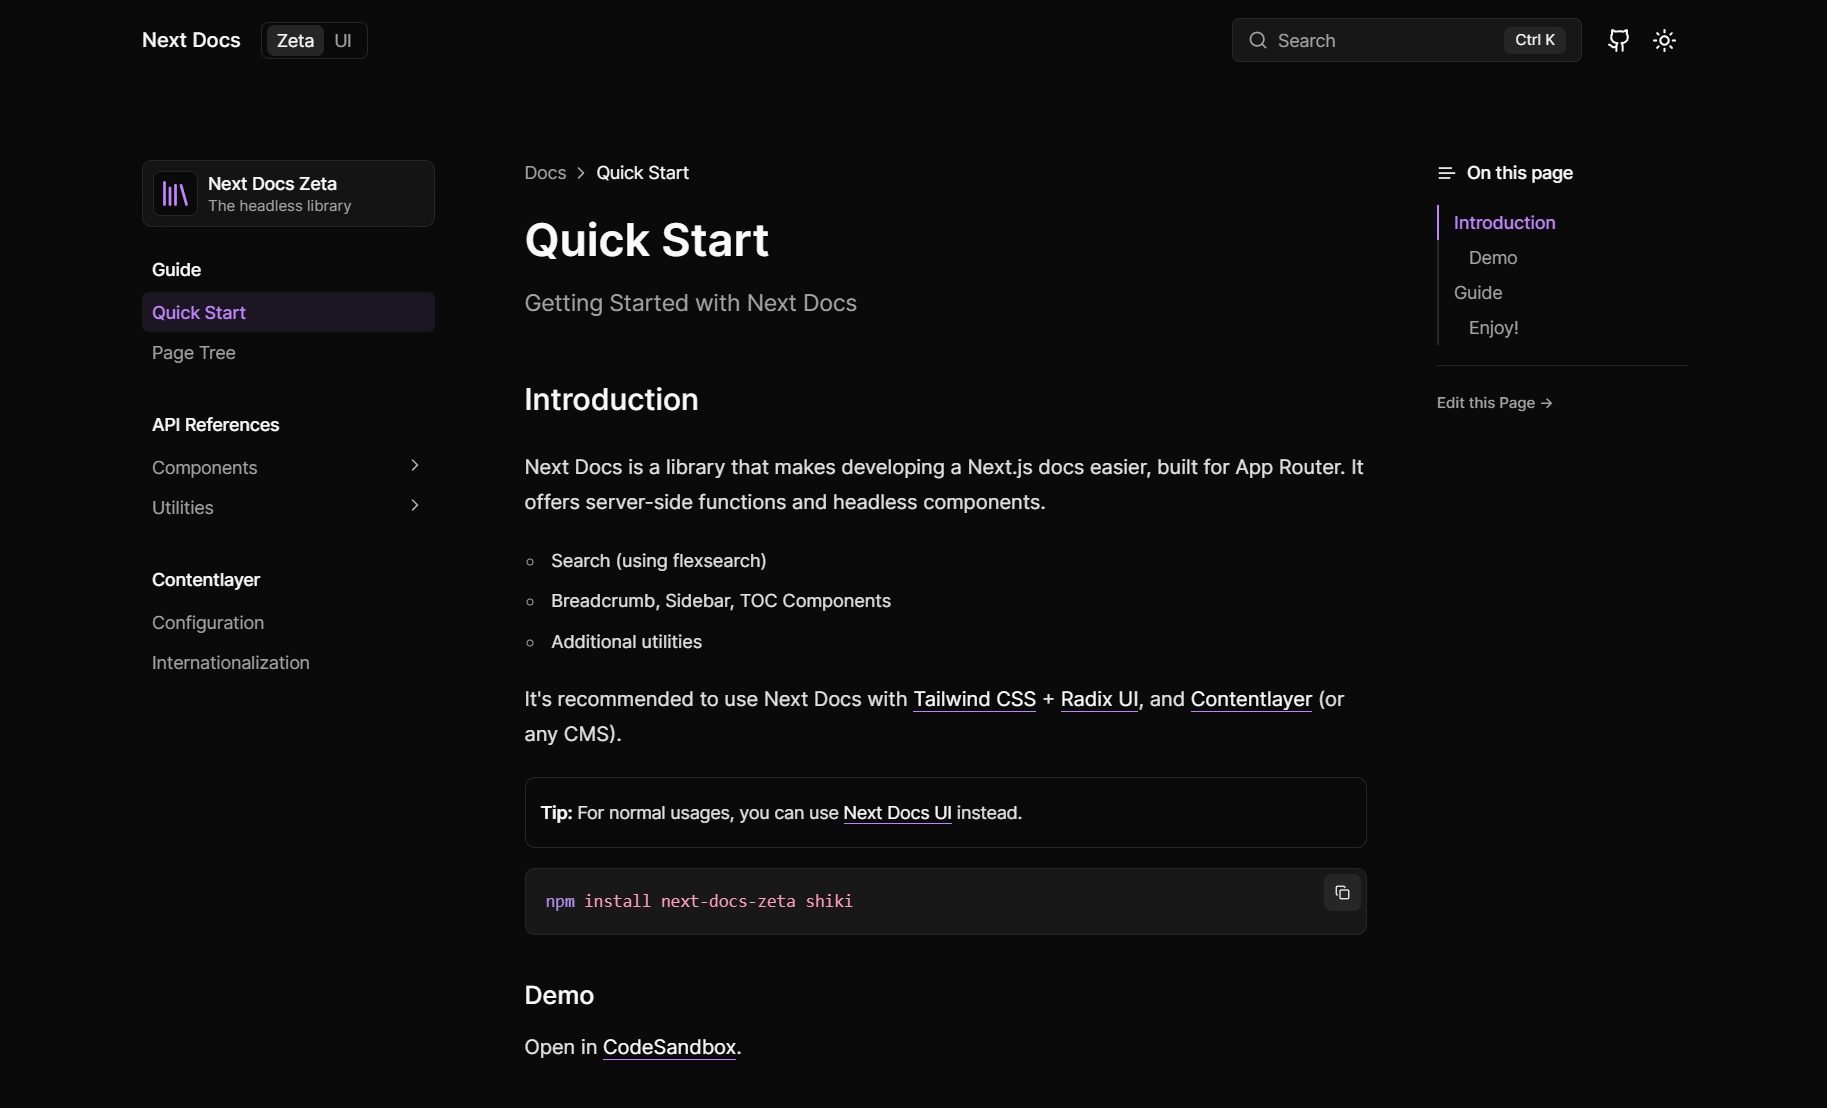 Next Docs
Zeta UI
Search Ctrl K
Next Docs Zeta
The headless library
Guide
Quick Start
Page Tree
API References
Components
Utilities
Contentlayer
Configuration
Internationalization
Docs > Quick Start
Quick Start
Getting Started with Next Docs
Introduction
Next Docs is a library that makes developing a Next.js docs easier, built for App Router. It
offers server-side functions and headless components.
Search (using flexsearch)
Breadcrumb, Sidebar, TOC Components
Additional utilities
It's recommended to use Next Docs with Tailwind CSS + Radix UI, and Contentlayer (or
any CMS).
Tip: For normal usages, you can use Next Docs UI instead.
npm install next-docs-zeta shiki
Demo
Open in CodeSandbox.
On this page
Introduction
Demo
Guide
Enjoy!
Edit this Page →